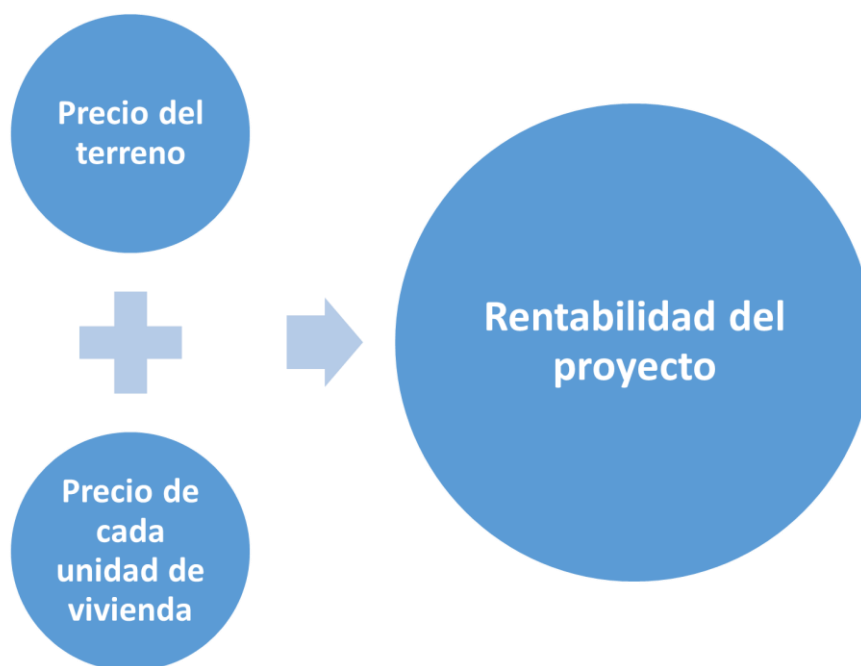 Precio del
terreno
Precio de
cada
unidad de
vivienda
Rentabilidad del
proyecto